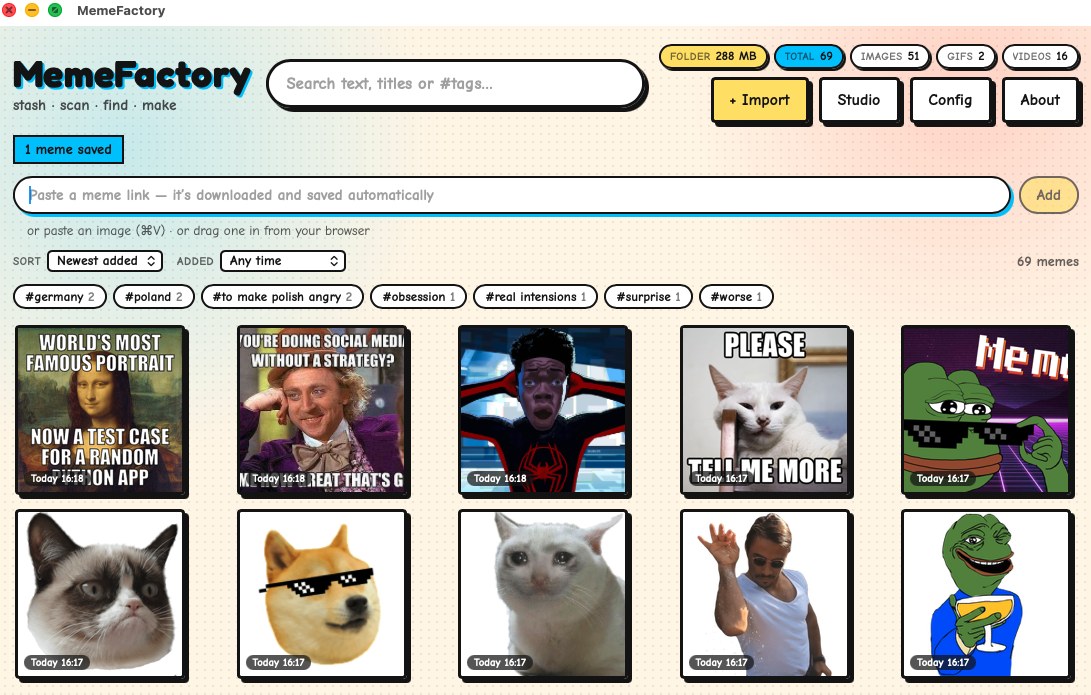 MemeFactory
MemeFactory
stash · scan · find · make
Search text, titles or #tags...
FOLDER 288 MB
TOTAL 69
IMAGES 51
GIFS 2
VIDEOS 16
+ Import
Studio
Config
About
1 meme saved
Paste a meme link — it's downloaded and saved automatically
Add
or paste an image (⌘V) · or drag one in from your browser
SORT Newest added
ADDED Any time
69 memes
#germany 2
#poland 2
#to make polish angry 2
#obsession 1
#real intensions 1
#surprise 1
#worse 1
WORLD'S MOST
FAMOUS PORTRAIT
NOW A TEST CASE
FOR A RANDOM
ON APP
Today 16:18
YOU'RE DOING SOCIAL
WITHOUT A STRATEGY?
THAT'S
Today 16:18
Today 16:18
PLEASE
TELL ME MORE
Today 16:17
Today 16:17
Today 16:17
Today 16:17
Today 16:17
Today 16:17
Today 16:17